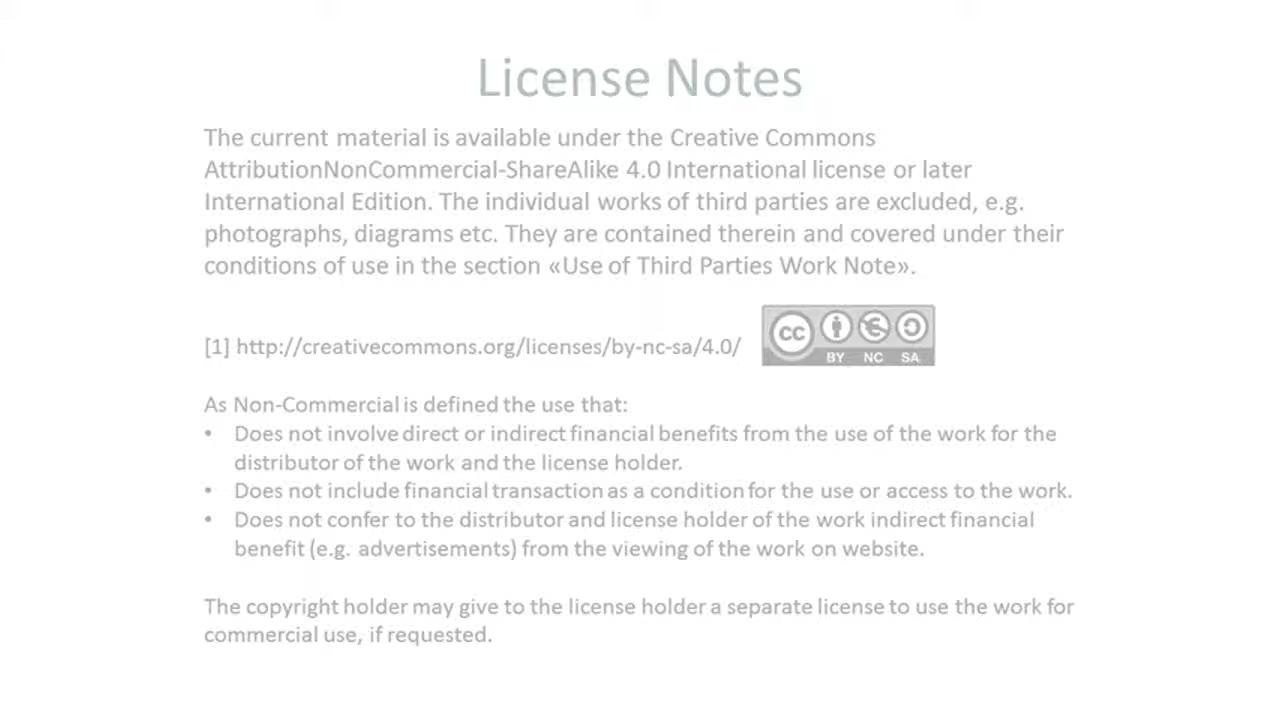 License Notes
The current material is available under the Creative Commons
AttributionNonCommercial-ShareAlike 4.0 International license or later
International Edition. The individual works of third parties are excluded, e.g.
photographs, diagrams etc. They are contained therein and covered under their
conditions of use in the section «Use of Third Parties Work Note».
[1] http://creativecommons.org/licenses/by-nc-sa/4.0/
cc
BY NC SA
As Non-Commercial is defined the use that:
• Does not involve direct or indirect financial benefits from the use of the work for the
distributor of the work and the license holder.
• Does not include financial transaction as a condition for the use or access to the work.
• Does not confer to the distributor and license holder of the work indirect financial
benefit (e.g. advertisements) from the viewing of the work on website.
The copyright holder may give to the license holder a separate license to use the work for
commercial use, if requested.